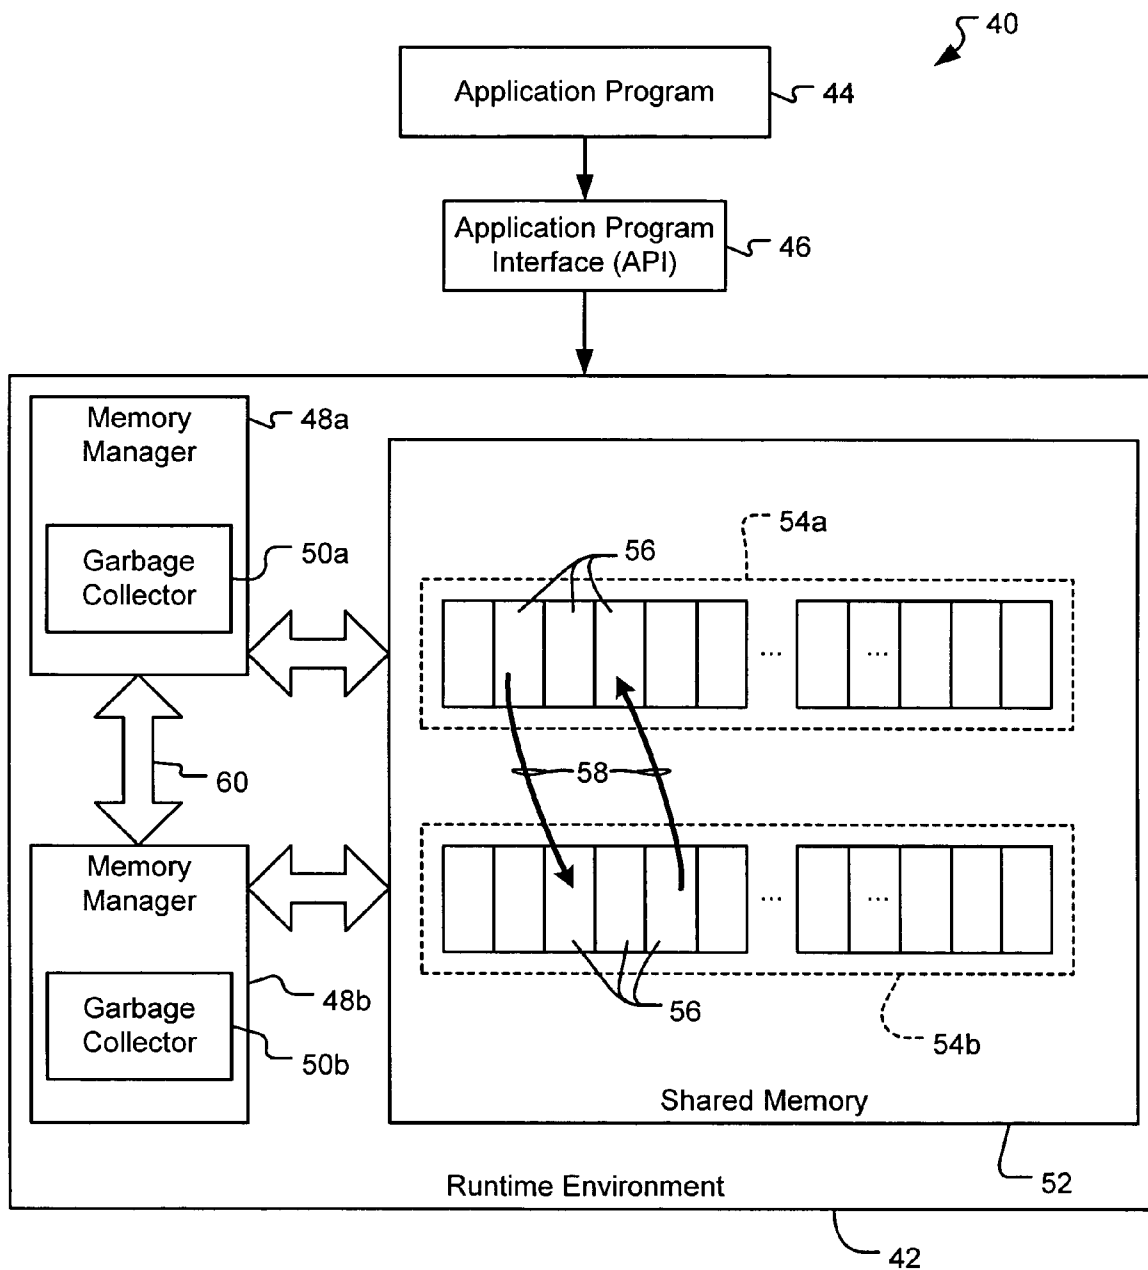 40
Application Program
44
Application Program
Interface (API)
46
Memory
Manager
48a
54a
Garbage
Collector
50a
56
...
...
58
60
Memory
Manager
...
...
Garbage
Collector
48b
50b
56
54b
Shared Memory
52
Runtime Environment
42